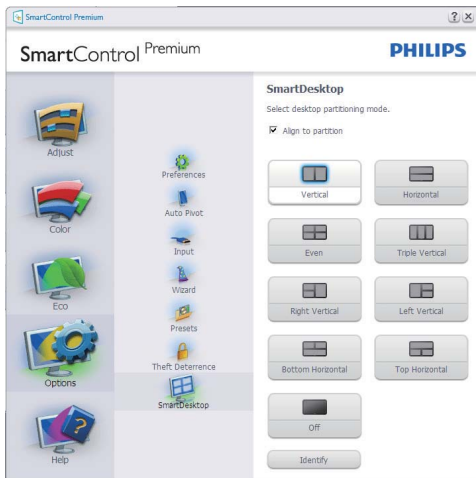 SmartControl Premium
SmartControl Premium
PHILIPS
Adjust
Color
Eco
Options
Help
Preferences
Auto Pivot
Input
Wizard
Presets
Theft Deterrence
SmartDesktop
SmartDesktop
Select desktop partitioning mode.
Align to partition
Vertical
Horizontal
Even
Triple Vertical
Right Vertical
Left Vertical
Bottom Horizontal
Top Horizontal
Off
Identify